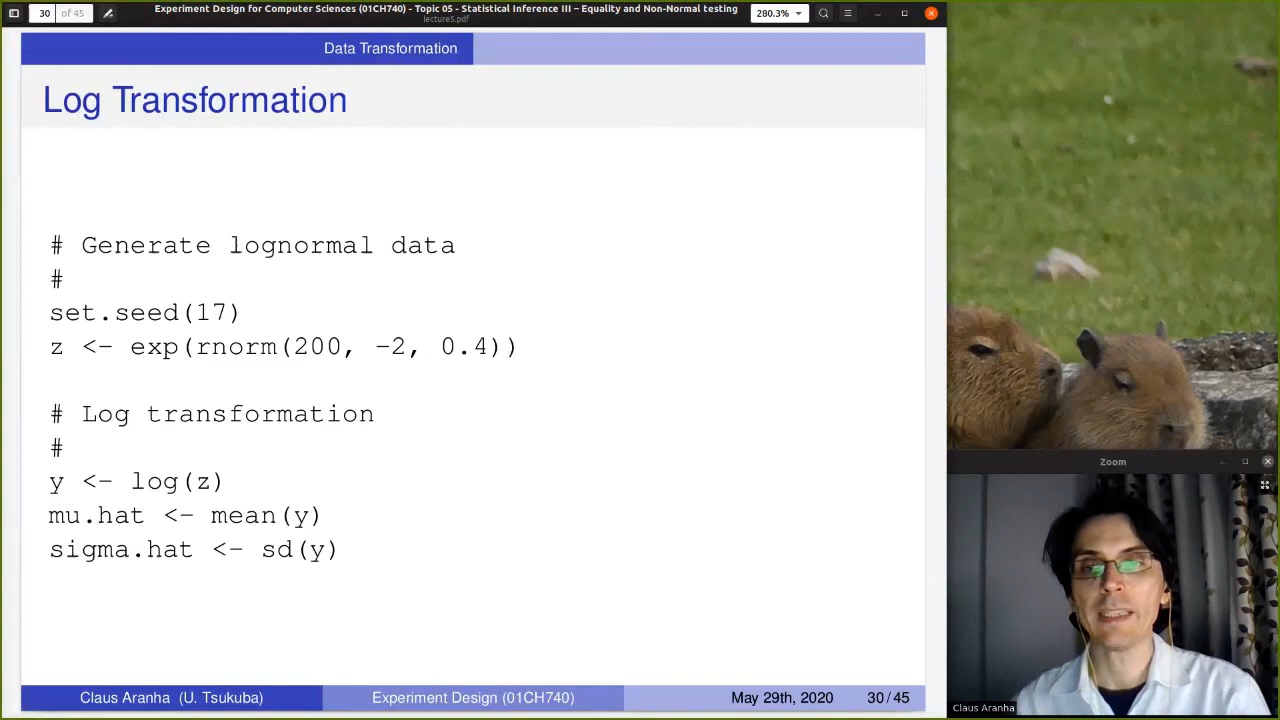 30 of 45
Experiment Design for Computer Sciences (01CH740) - Topic 05 - Statistical Inference III – Equality and Non-Normal testing
lecture5.pdf
280.3%
Data Transformation
Log Transformation
# Generate lognormal data
#
set.seed(17)
z <- exp(rnorm(200, -2, 0.4))
# Log transformation
#
y <- log(z)
mu.hat <- mean(y)
sigma.hat <- sd(y)
Claus Aranha (U. Tsukuba)
Experiment Design (01CH740)
May 29th, 2020
30 / 45
Zoom
Claus Aranha